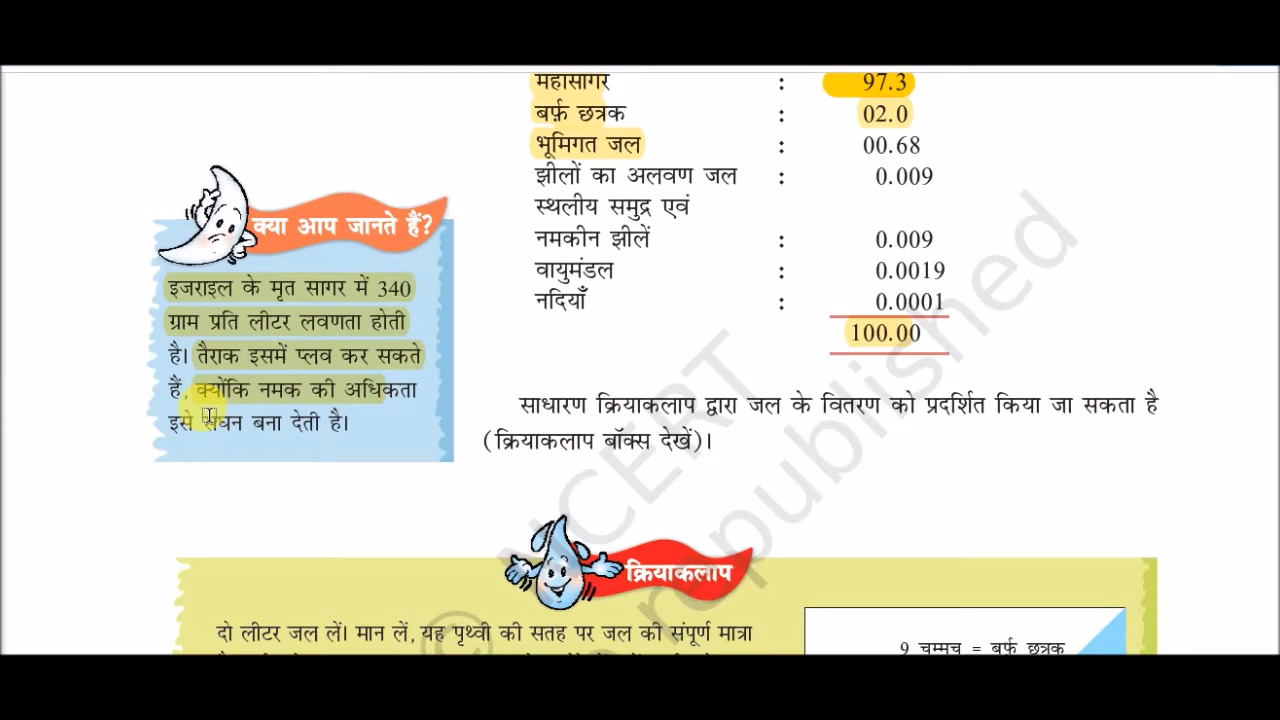 महासागर : 97.3
बर्फ़ छत्रक : 02.0
भूमिगत जल : 00.68
झीलों का अलवण जल : 0.009
स्थलीय समुद्र एवं
नमकीन झीलें : 0.009
वायुमंडल : 0.0019
नदियाँ : 0.0001
100.00
क्या आप जानते हैं?
इजराइल के मृत सागर में 340
ग्राम प्रति लीटर लवणता होती
है। तैराक इसमें प्लव कर सकते
हैं, क्योंकि नमक की अधिकता
इसे सघन बना देती है।
साधारण क्रियाकलाप द्वारा जल के वितरण को प्रदर्शित किया जा सकता है
(क्रियाकलाप बॉक्स देखें)।
क्रियाकलाप
दो लीटर जल लें। मान लें, यह पृथ्वी की सतह पर जल की संपूर्ण मात्रा
9 चम्मच = बर्फ़ छत्रक
© NCERT
republished